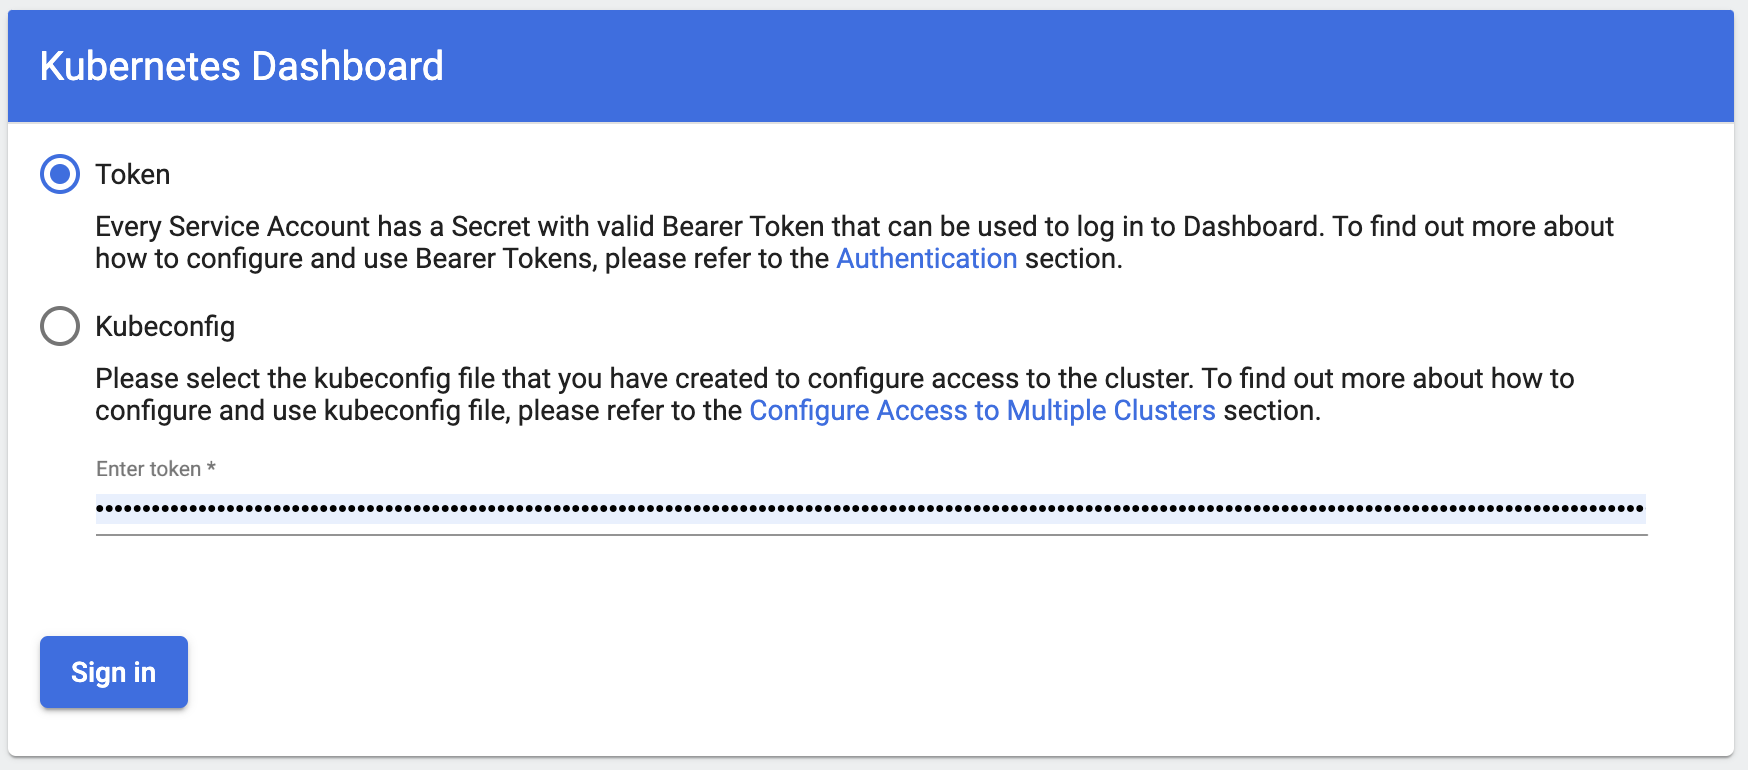 Kubernetes Dashboard
Token
Every Service Account has a Secret with valid Bearer Token that can be used to log in to Dashboard. To find out more about
how to configure and use Bearer Tokens, please refer to the Authentication section.
Kubeconfig
Please select the kubeconfig file that you have created to configure access to the cluster. To find out more about how to
configure and use kubeconfig file, please refer to the Configure Access to Multiple Clusters section.
Enter token *
Sign in